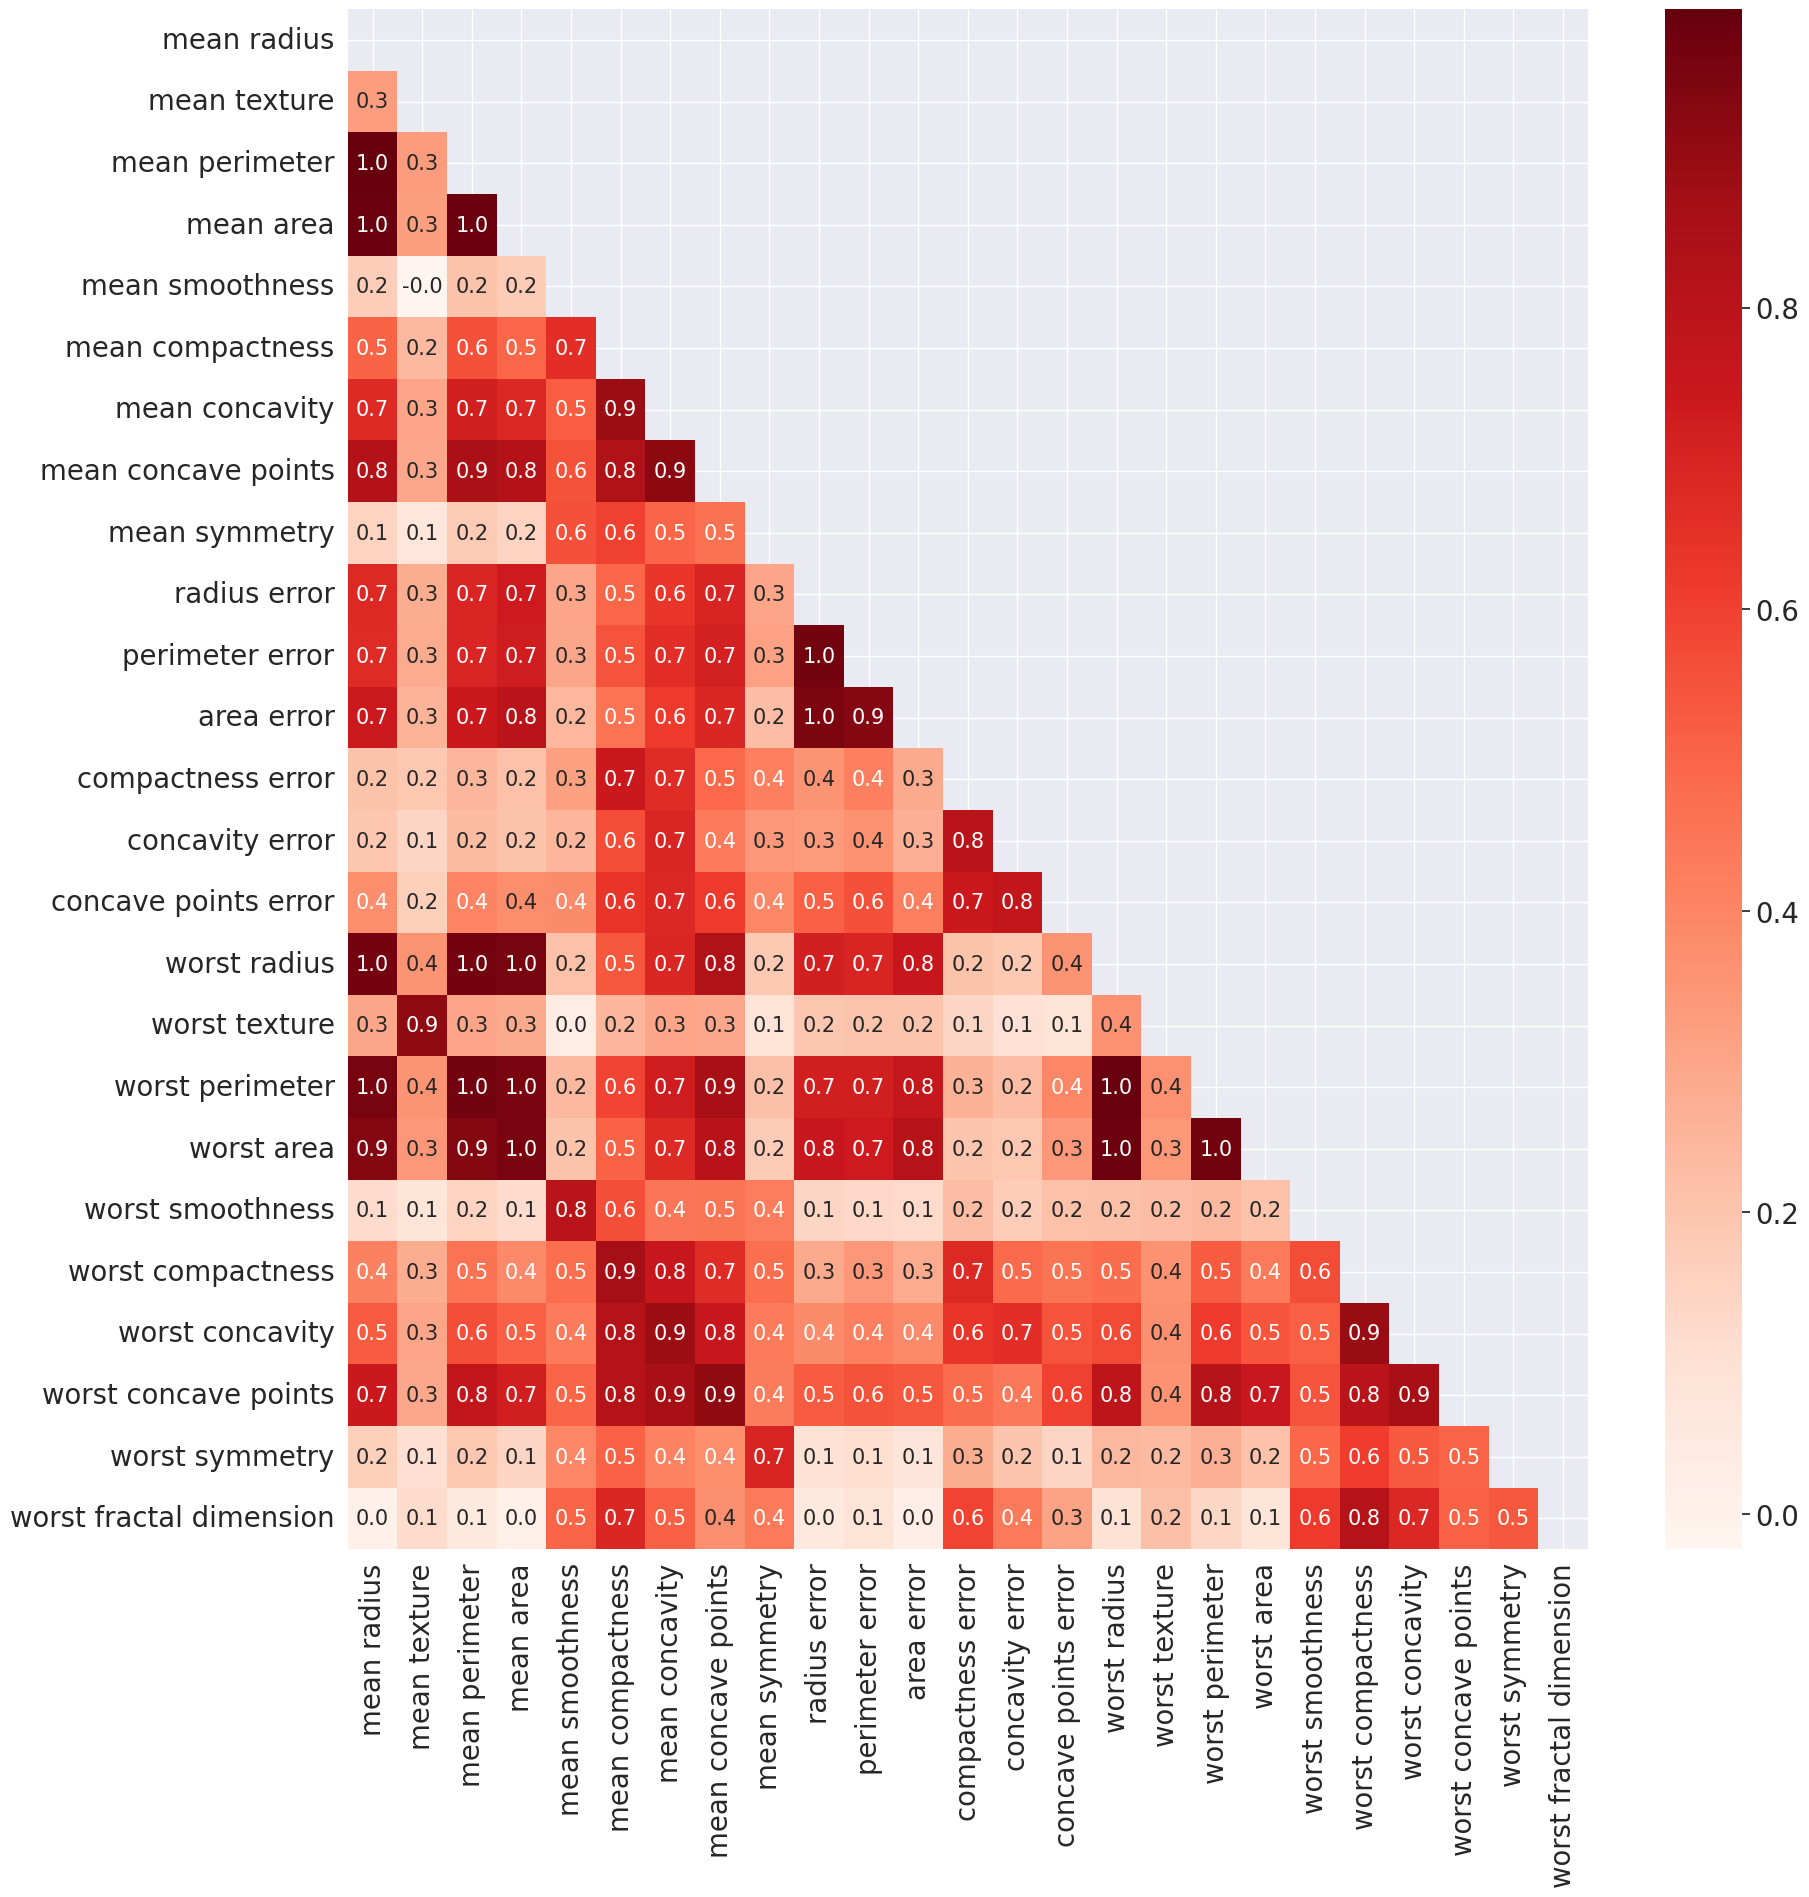 mean radius
mean texture 0.3
mean perimeter 1.0 0.3
mean area 1.0 0.3 1.0
mean smoothness 0.2 -0.0 0.2 0.2
mean compactness 0.5 0.2 0.6 0.5 0.7
mean concavity 0.7 0.3 0.7 0.7 0.5 0.9
mean concave points 0.8 0.3 0.9 0.8 0.6 0.8 0.9
mean symmetry 0.1 0.1 0.2 0.2 0.6 0.6 0.5 0.5
radius error 0.7 0.3 0.7 0.7 0.3 0.5 0.6 0.7 0.3
perimeter error 0.7 0.3 0.7 0.7 0.3 0.5 0.7 0.7 0.3 1.0
area error 0.7 0.3 0.7 0.8 0.2 0.5 0.6 0.7 0.2 1.0 0.9
compactness error 0.2 0.2 0.3 0.2 0.3 0.7 0.7 0.5 0.4 0.4 0.4 0.3
concavity error 0.2 0.1 0.2 0.2 0.2 0.6 0.7 0.4 0.3 0.3 0.4 0.3 0.8
concave points error 0.4 0.2 0.4 0.4 0.4 0.6 0.7 0.6 0.4 0.5 0.6 0.4 0.7 0.8
worst radius 1.0 0.4 1.0 1.0 0.2 0.5 0.7 0.8 0.2 0.7 0.7 0.8 0.2 0.2 0.4
worst texture 0.3 0.9 0.3 0.3 0.0 0.2 0.3 0.3 0.1 0.2 0.2 0.2 0.1 0.1 0.1 0.4
worst perimeter 1.0 0.4 1.0 1.0 0.2 0.6 0.7 0.9 0.2 0.7 0.7 0.8 0.3 0.2 0.4 1.0 0.4
worst area 0.9 0.3 0.9 1.0 0.2 0.5 0.7 0.8 0.2 0.8 0.7 0.8 0.2 0.2 0.3 1.0 0.3 1.0
worst smoothness 0.1 0.1 0.2 0.1 0.8 0.6 0.4 0.5 0.4 0.1 0.1 0.1 0.2 0.2 0.2 0.2 0.2 0.2 0.2
worst compactness 0.4 0.3 0.5 0.4 0.5 0.9 0.8 0.7 0.5 0.3 0.3 0.3 0.7 0.5 0.5 0.5 0.4 0.5 0.4 0.6
worst concavity 0.5 0.3 0.6 0.5 0.4 0.8 0.9 0.8 0.4 0.4 0.4 0.4 0.6 0.7 0.5 0.6 0.4 0.6 0.5 0.5 0.9
worst concave points 0.7 0.3 0.8 0.7 0.5 0.8 0.9 0.9 0.4 0.5 0.6 0.5 0.5 0.4 0.6 0.8 0.4 0.8 0.7 0.5 0.8 0.9
worst symmetry 0.2 0.1 0.2 0.1 0.4 0.5 0.4 0.4 0.7 0.1 0.1 0.1 0.3 0.2 0.1 0.2 0.2 0.3 0.2 0.5 0.6 0.5 0.5
worst fractal dimension 0.0 0.1 0.1 0.0 0.5 0.7 0.5 0.4 0.4 0.0 0.1 0.0 0.6 0.4 0.3 0.1 0.2 0.1 0.1 0.6 0.8 0.7 0.5 0.5
mean radius
mean texture
mean perimeter
mean area
mean smoothness
mean compactness
mean concavity
mean concave points
mean symmetry
radius error
perimeter error
area error
compactness error
concavity error
concave points error
worst radius
worst texture
worst perimeter
worst area
worst smoothness
worst compactness
worst concavity
worst concave points
worst symmetry
worst fractal dimension
0.8
0.6
0.4
0.2
0.0